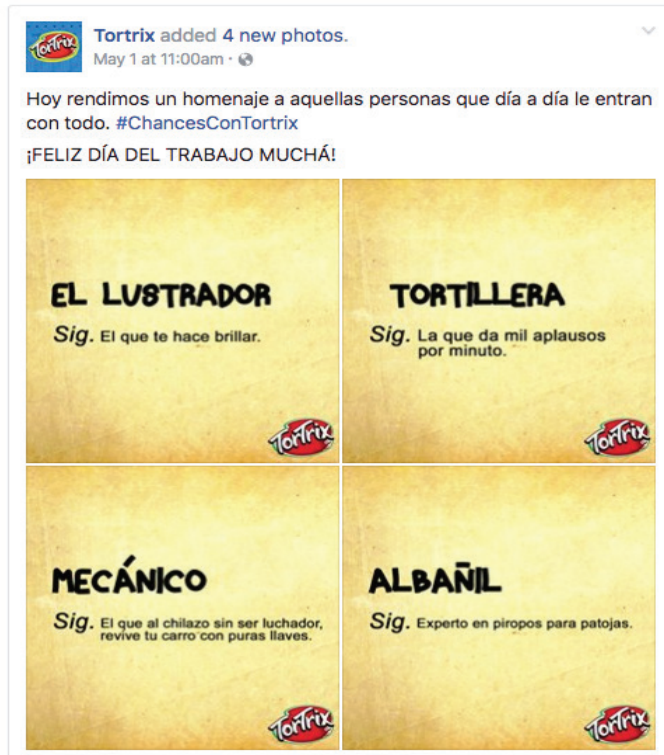 Tortrix added 4 new photos.
May 1 at 11:00am ·
Hoy rendimos un homenaje a aquellas personas que día a día le entran
con todo. #ChancesConTortrix
¡FELIZ DÍA DEL TRABAJO MUCHÁ!
EL LUSTRADOR
Sig. El que te hace brillar.
TorTrix
TORTILLERA
Sig. La que da mil aplausos
por minuto.
TorTrix
MECÁNICO
Sig. El que al chilazo sin ser luchador,
revive tu carro con puras llaves.
TorTrix
ALBAÑIL
Sig. Experto en piropos para patojas.
TorTrix